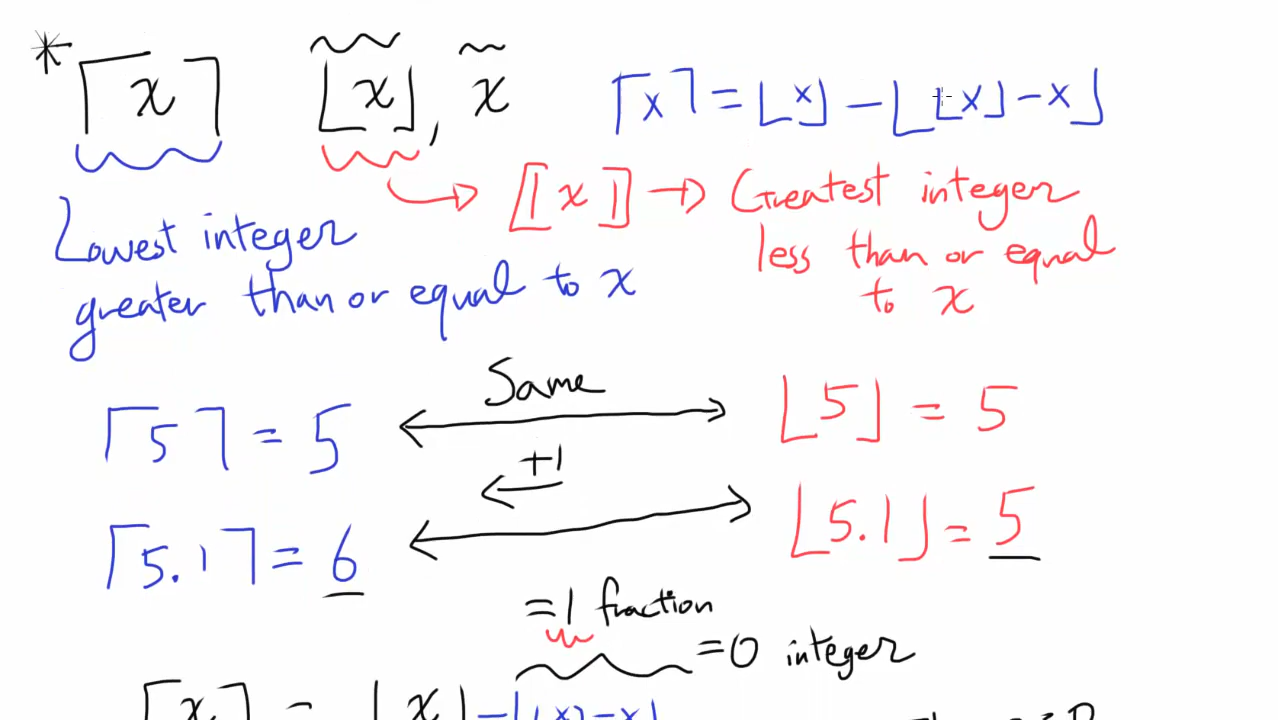 * ⌈x⌉ ⌊x⌋, x ⌈x⌉ = ⌊x⌋ − ⌊⌊x⌋ − x⌋
→ [[x]] → Greatest integer
less than or equal
to x
Lowest integer
greater than or equal to x
⌈5⌉ = 5 Same ⌊5⌋ = 5
+1
⌈5.1⌉ = 6 ⌊5.1⌋ = 5
= 1 fraction
= 0 integer
⌈x⌉ = ⌊x⌋ − ⌊⌊x⌋ − x⌋